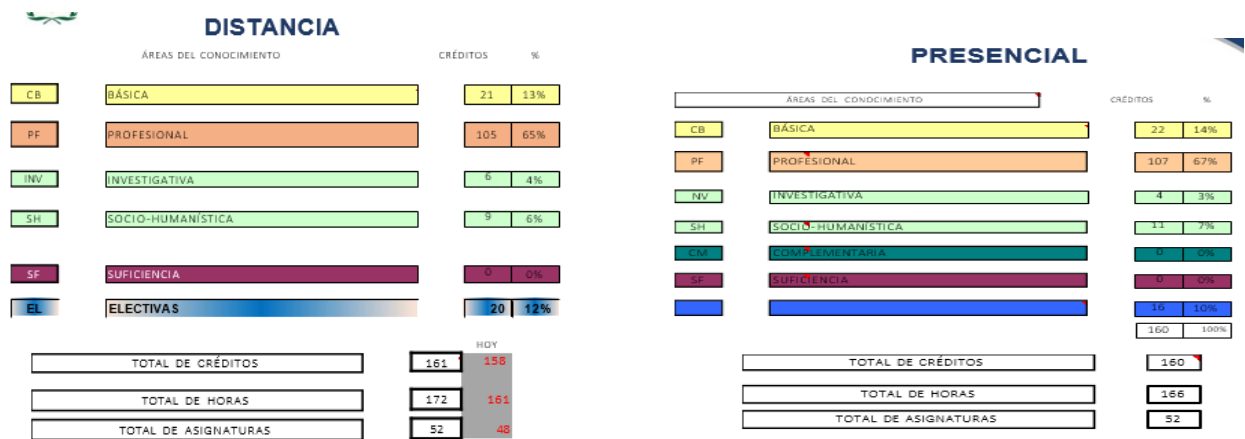 DISTANCIA
ÁREAS DEL CONOCIMIENTO CRÉDITOS %
CB BÁSICA 21 13%
PF PROFESIONAL 105 65%
INV INVESTIGATIVA 6 4%
SH SOCIO-HUMANÍSTICA 9 6%
SF SUFICIENCIA 0 0%
EL ELECTIVAS 20 12%
HOY
TOTAL DE CRÉDITOS 161 158
TOTAL DE HORAS 172 161
TOTAL DE ASIGNATURAS 52 48
PRESENCIAL
ÁREAS DEL CONOCIMIENTO CRÉDITOS %
CB BÁSICA 22 14%
PF PROFESIONAL 107 67%
NV INVESTIGATIVA 4 3%
SH SOCIO-HUMANÍSTICA 11 7%
CM COMPLEMENTARIA 0 0%
SF SUFICIENCIA 0 0%
16 10%
160 100%
TOTAL DE CRÉDITOS 160
TOTAL DE HORAS 166
TOTAL DE ASIGNATURAS 52